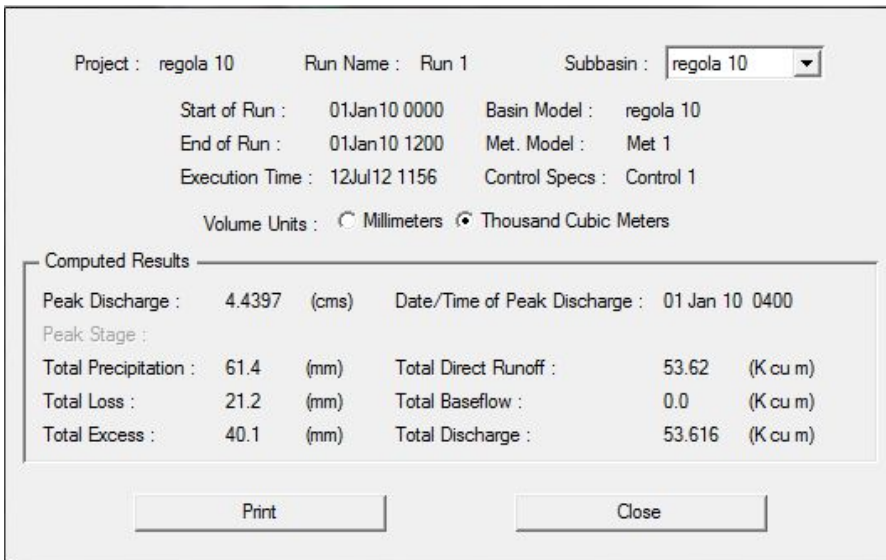 Project : regola 10 Run Name : Run 1 Subbasin : regola 10
Start of Run : 01Jan10 0000 Basin Model : regola 10
End of Run : 01Jan10 1200 Met. Model : Met 1
Execution Time : 12Jul12 1156 Control Specs : Control 1
Volume Units : Millimeters Thousand Cubic Meters
Computed Results
Peak Discharge : 4.4397 (cms) Date/Time of Peak Discharge : 01 Jan 10 0400
Peak Stage :
Total Precipitation : 61.4 (mm) Total Direct Runoff : 53.62 (K cu m)
Total Loss : 21.2 (mm) Total Baseflow : 0.0 (K cu m)
Total Excess : 40.1 (mm) Total Discharge : 53.616 (K cu m)
Print Close